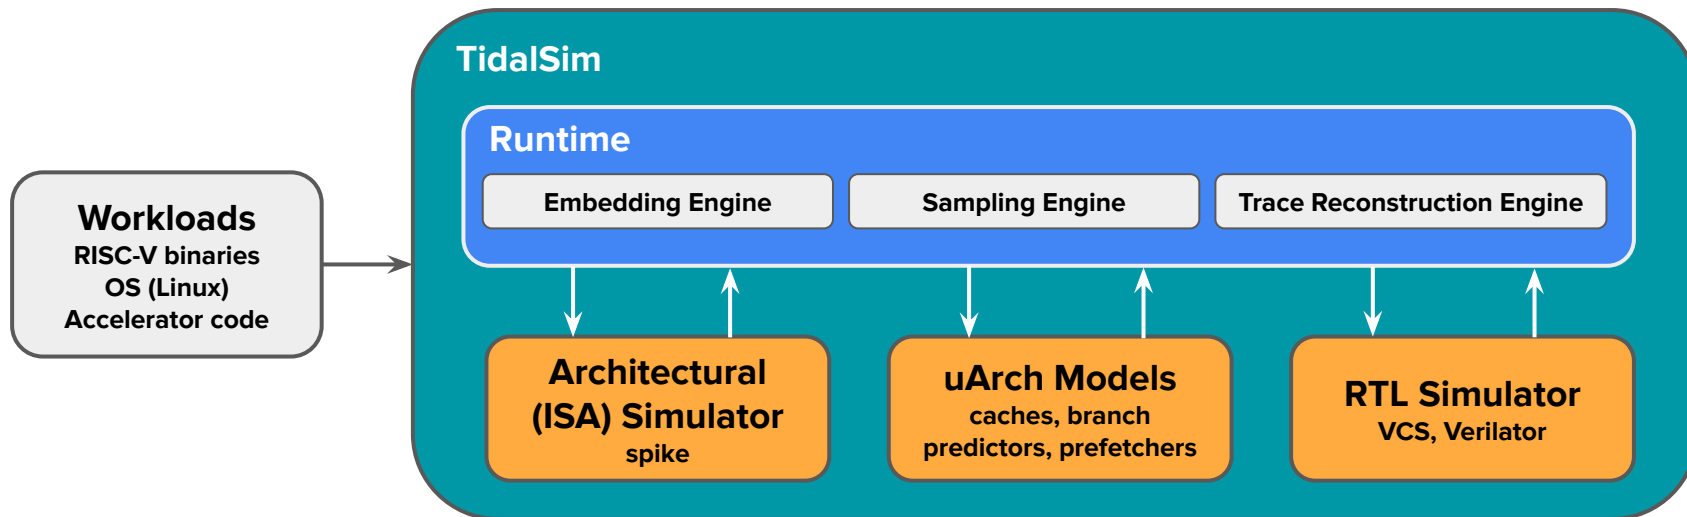 TidalSim
Runtime
Embedding Engine
Sampling Engine
Trace Reconstruction Engine
Workloads
RISC-V binaries
OS (Linux)
Accelerator code
Architectural
(ISA) Simulator
spike
uArch Models
caches, branch
predictors, prefetchers
RTL Simulator
VCS, Verilator